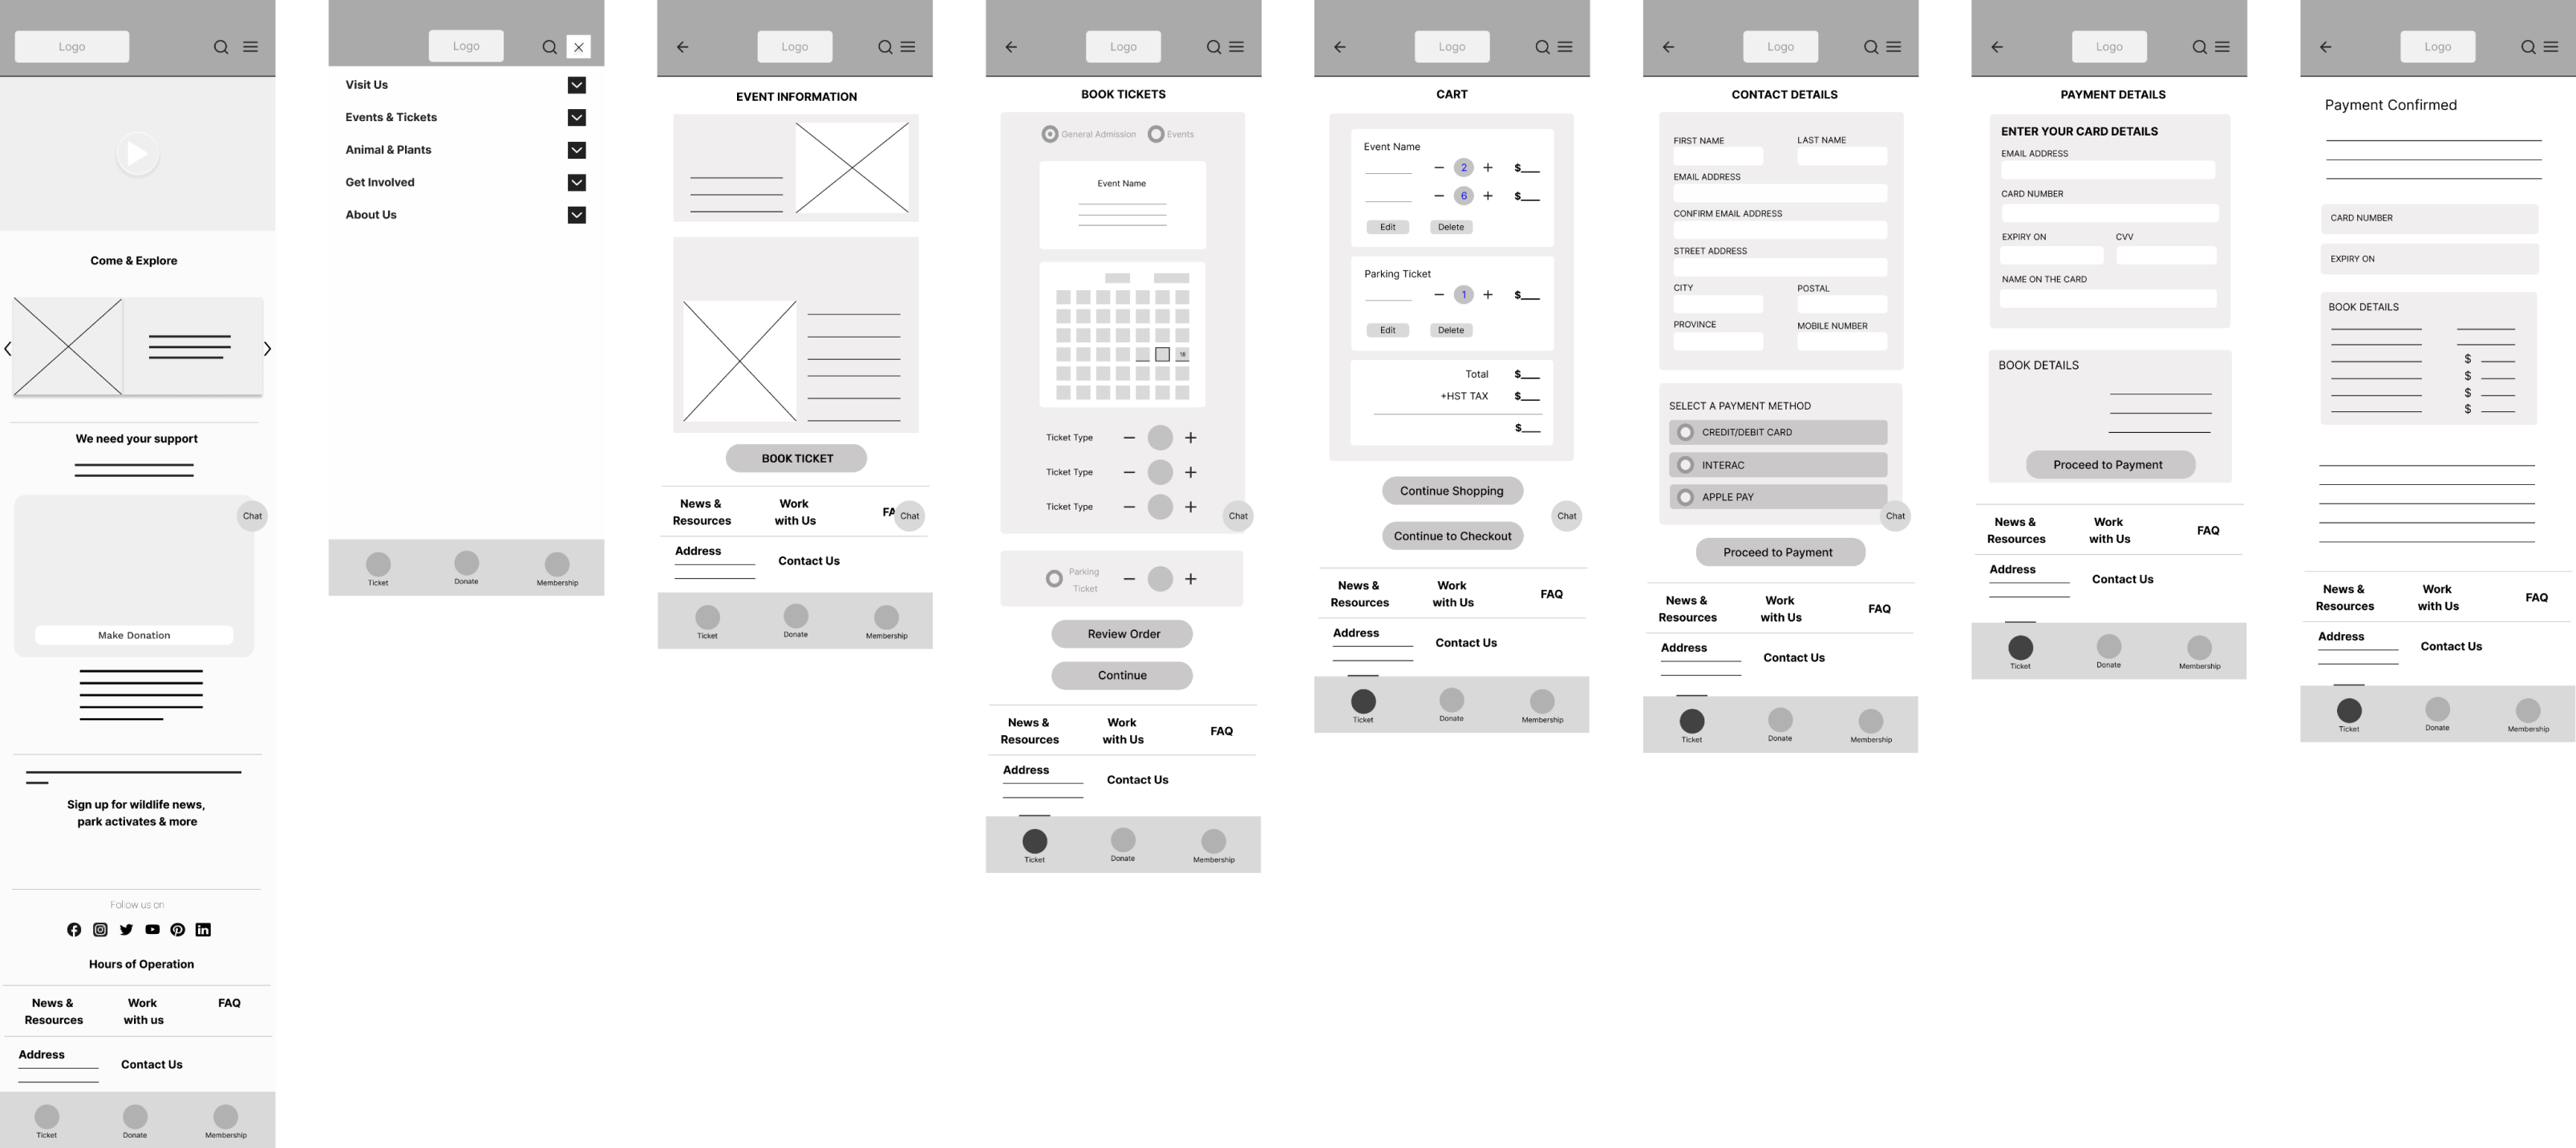 Logo
Come & Explore
We need your support
Chat
Make Donation
Sign up for wildlife news,
park activates & more
Follow us on
Hours of Operation
News &
Resources
Work
with us
FAQ
Address
Contact Us
Ticket
Donate
Membership
Logo
Visit Us
Events & Tickets
Animal & Plants
Get Involved
About Us
Ticket
Donate
Membership
Logo
EVENT INFORMATION
BOOK TICKET
News &
Resources
Work
with Us
FA
Chat
Address
Contact Us
Ticket
Donate
Membership
Logo
BOOK TICKETS
General Admission
Events
Event Name
18
Ticket Type
Ticket Type
Ticket Type
Chat
Parking
Ticket
Review Order
Continue
News &
Resources
Work
with Us
FAQ
Address
Contact Us
Ticket
Donate
Membership
Logo
CART
Event Name
2
$
6
$
Edit
Delete
Parking Ticket
1
$
Edit
Delete
Total $
+HST TAX $
$
Continue Shopping
Chat
Continue to Checkout
News &
Resources
Work
with Us
FAQ
Address
Contact Us
Ticket
Donate
Membership
Logo
CONTACT DETAILS
FIRST NAME
LAST NAME
EMAIL ADDRESS
CONFIRM EMAIL ADDRESS
STREET ADDRESS
CITY
POSTAL
PROVINCE
MOBILE NUMBER
SELECT A PAYMENT METHOD
CREDIT/DEBIT CARD
INTERAC
APPLE PAY
Chat
Proceed to Payment
News &
Resources
Work
with Us
FAQ
Address
Contact Us
Ticket
Donate
Membership
Logo
PAYMENT DETAILS
ENTER YOUR CARD DETAILS
EMAIL ADDRESS
CARD NUMBER
EXPIRY ON
CVV
NAME ON THE CARD
BOOK DETAILS
Proceed to Payment
News &
Resources
Work
with Us
FAQ
Address
Contact Us
Ticket
Donate
Membership
Logo
Payment Confirmed
CARD NUMBER
EXPIRY ON
BOOK DETAILS
$
$
$
$
News &
Resources
Work
with Us
FAQ
Address
Contact Us
Ticket
Donate
Membership